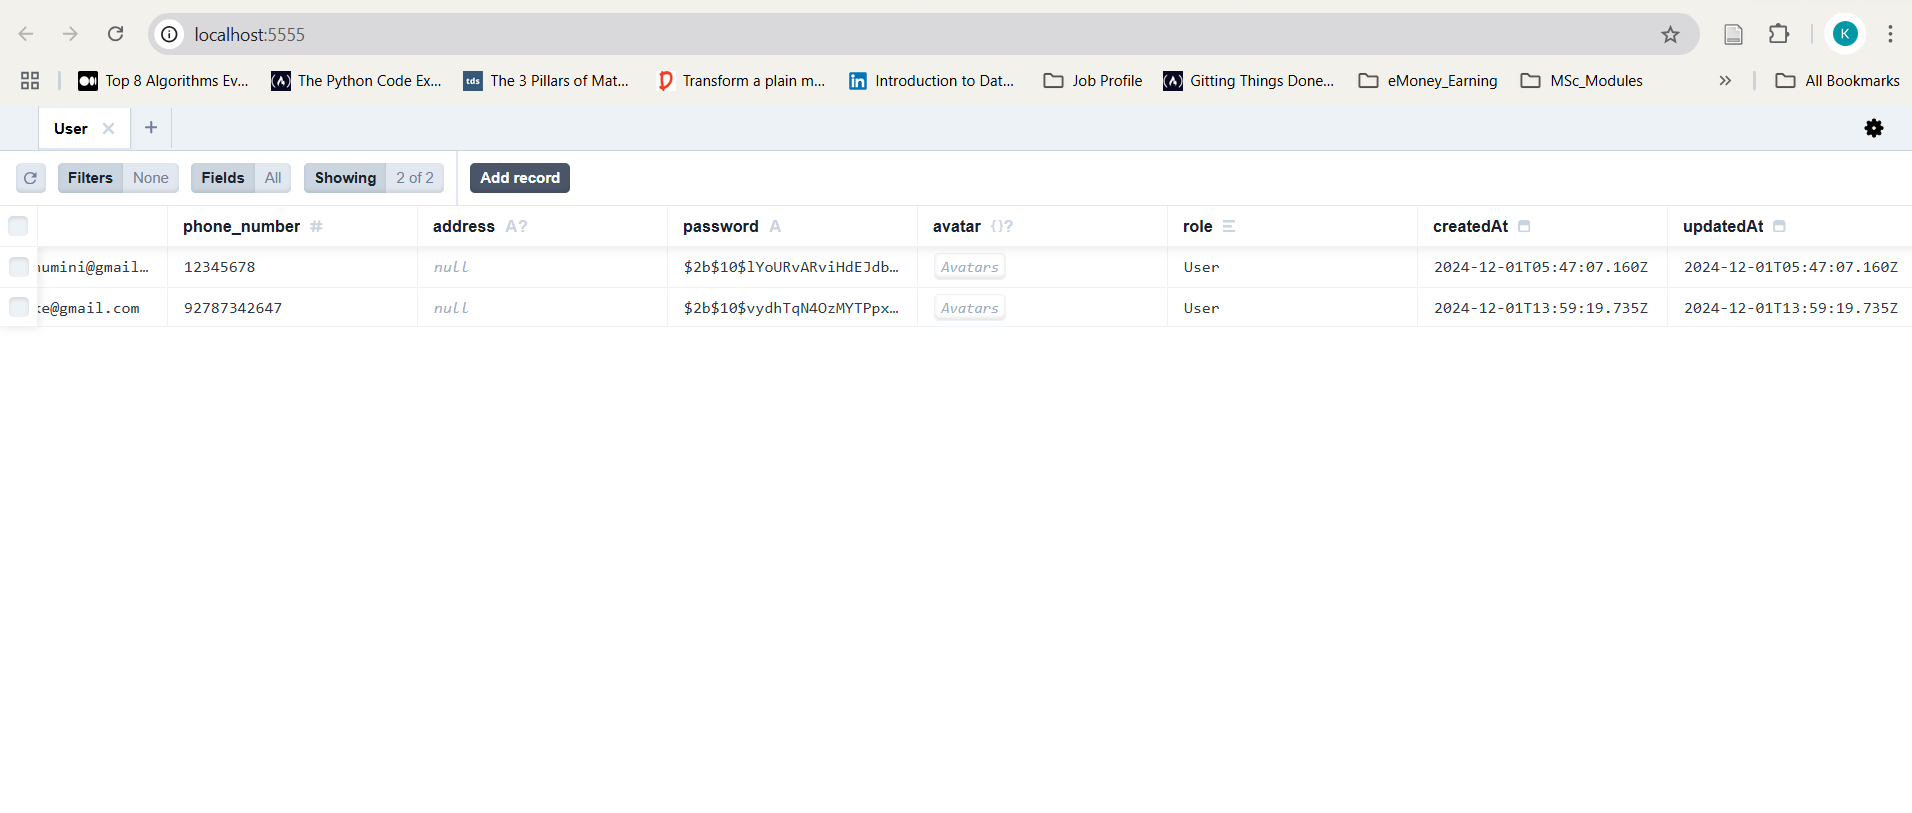 localhost:5555
K
Top 8 Algorithms Ev... The Python Code Ex... tds The 3 Pillars of Mat... Transform a plain m... in Introduction to Dat... Job Profile Gitting Things Done... eMoney_Earning MSc_Modules » All Bookmarks
User
Filters None Fields All Showing 2 of 2 Add record
phone_number # address A? password A avatar {}? role createdAt updatedAt
numini@gmail... 12345678 null $2b$10$lYoURvARviHdEJdb... Avatars User 2024-12-01T05:47:07.160Z 2024-12-01T05:47:07.160Z
ke@gmail.com 92787342647 null $2b$10$vydhTqN4OzMYTPpx... Avatars User 2024-12-01T13:59:19.735Z 2024-12-01T13:59:19.735Z